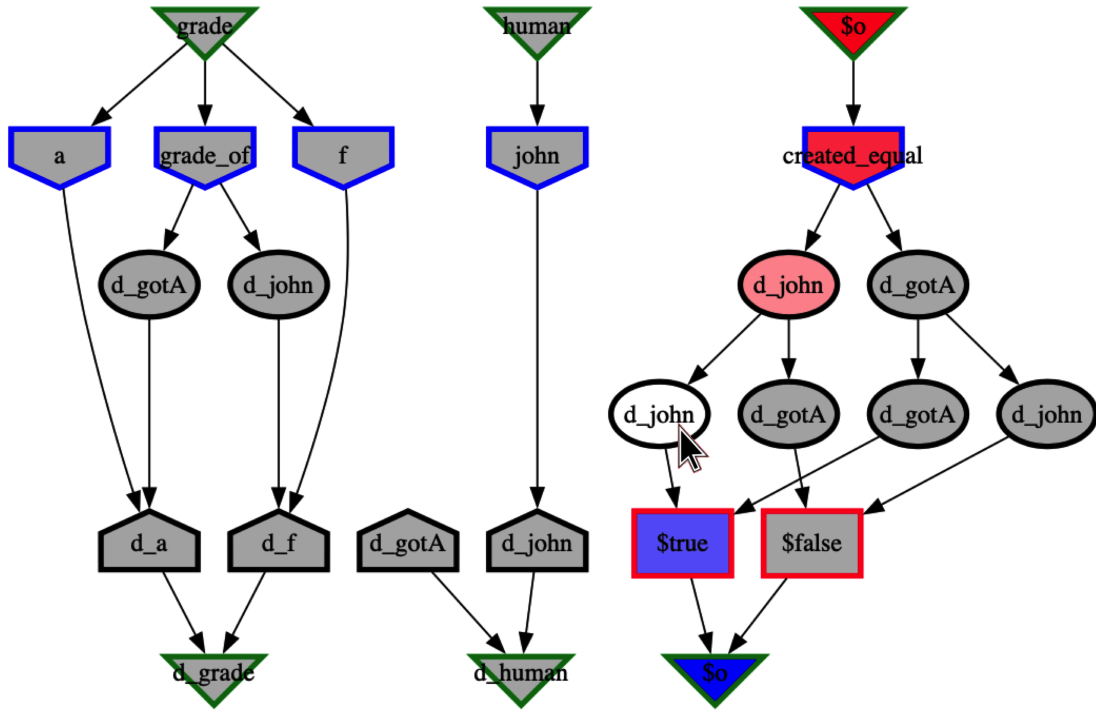 grade
human
$o
a
grade_of
f
john
created_equal
d_gotA
d_john
d_john
d_gotA
d_john
d_gotA
d_gotA
d_john
d_a
d_f
d_gotA
d_john
$true
$false
d_grade
d_human
$o